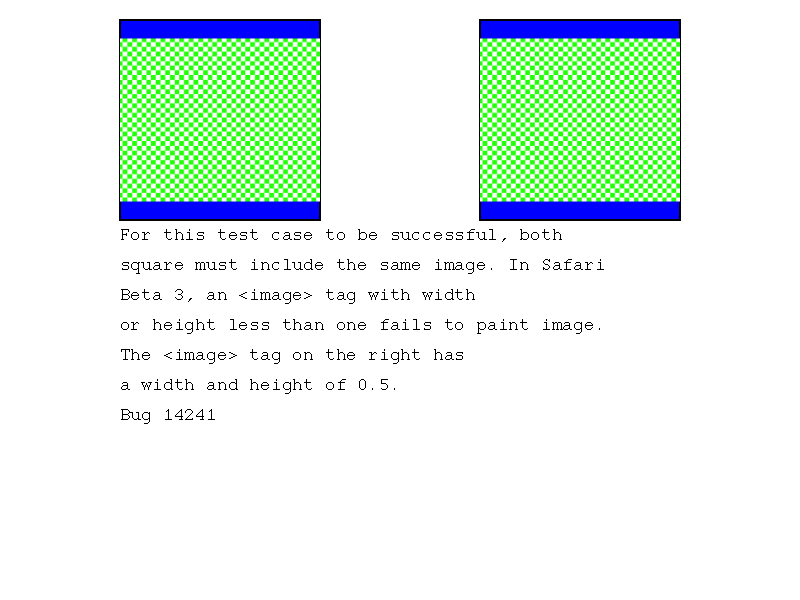 For this test case to be successful, both
square must include the same image. In Safari
Beta 3, an <image> tag with width
or height less than one fails to paint image.
The <image> tag on the right has
a width and height of 0.5.
Bug 14241